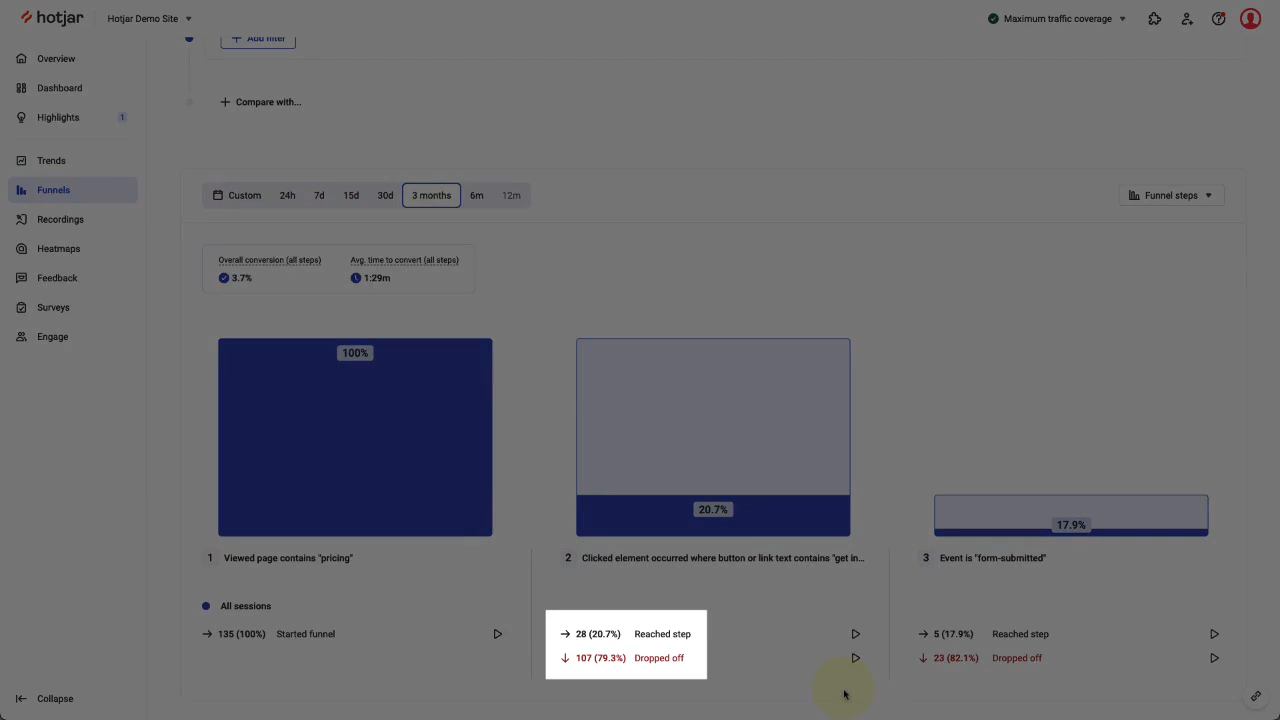 hotjar
Hotjar Demo Site
Maximum traffic coverage
Overview
Dashboard
Highlights 1
Trends
Funnels
Recordings
Heatmaps
Feedback
Surveys
Engage
Collapse
Add filter
Compare with...
Custom 24h 7d 15d 30d 3 months 6m 12m
Funnel steps
Overall conversion (all steps) Avg. time to convert (all steps)
3.7% 1:29m
100%
20.7%
17.9%
1 Viewed page contains "pricing"
2 Clicked element occurred where button or link text contains "get in...
3 Event is "form-submitted"
All sessions
135 (100%) Started funnel
28 (20.7%) Reached step
107 (79.3%) Dropped off
5 (17.9%) Reached step
23 (82.1%) Dropped off